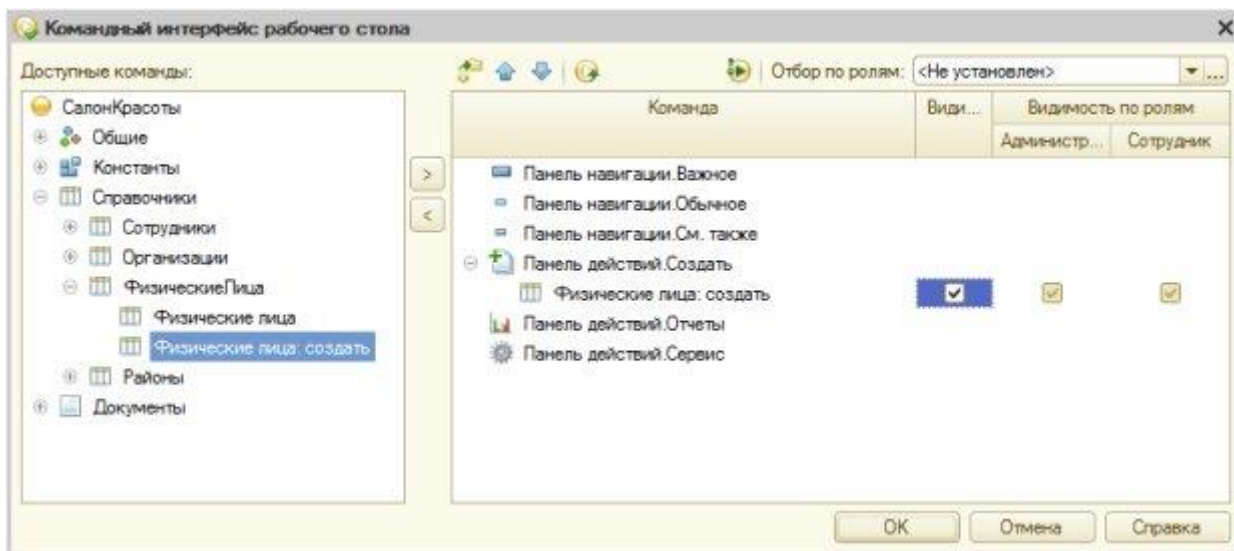 Командный интерфейс рабочего стола
Доступные команды:
Отбор по ролям: <Не установлен>
...
СалонКрасоты
Общие
Константы
Справочники
Сотрудники
Организации
ФизическиеЛица
Физические лица
Физические лица: создать
Районы
Документы
>
<
Команда
Види...
Видимость по ролям
Администр...
Сотрудник
Панель навигации.Важное
Панель навигации.Обычное
Панель навигации.См. также
Панель действий.Создать
Физические лица: создать
Панель действий.Отчеты
Панель действий.Сервис
OK
Отмена
Справка